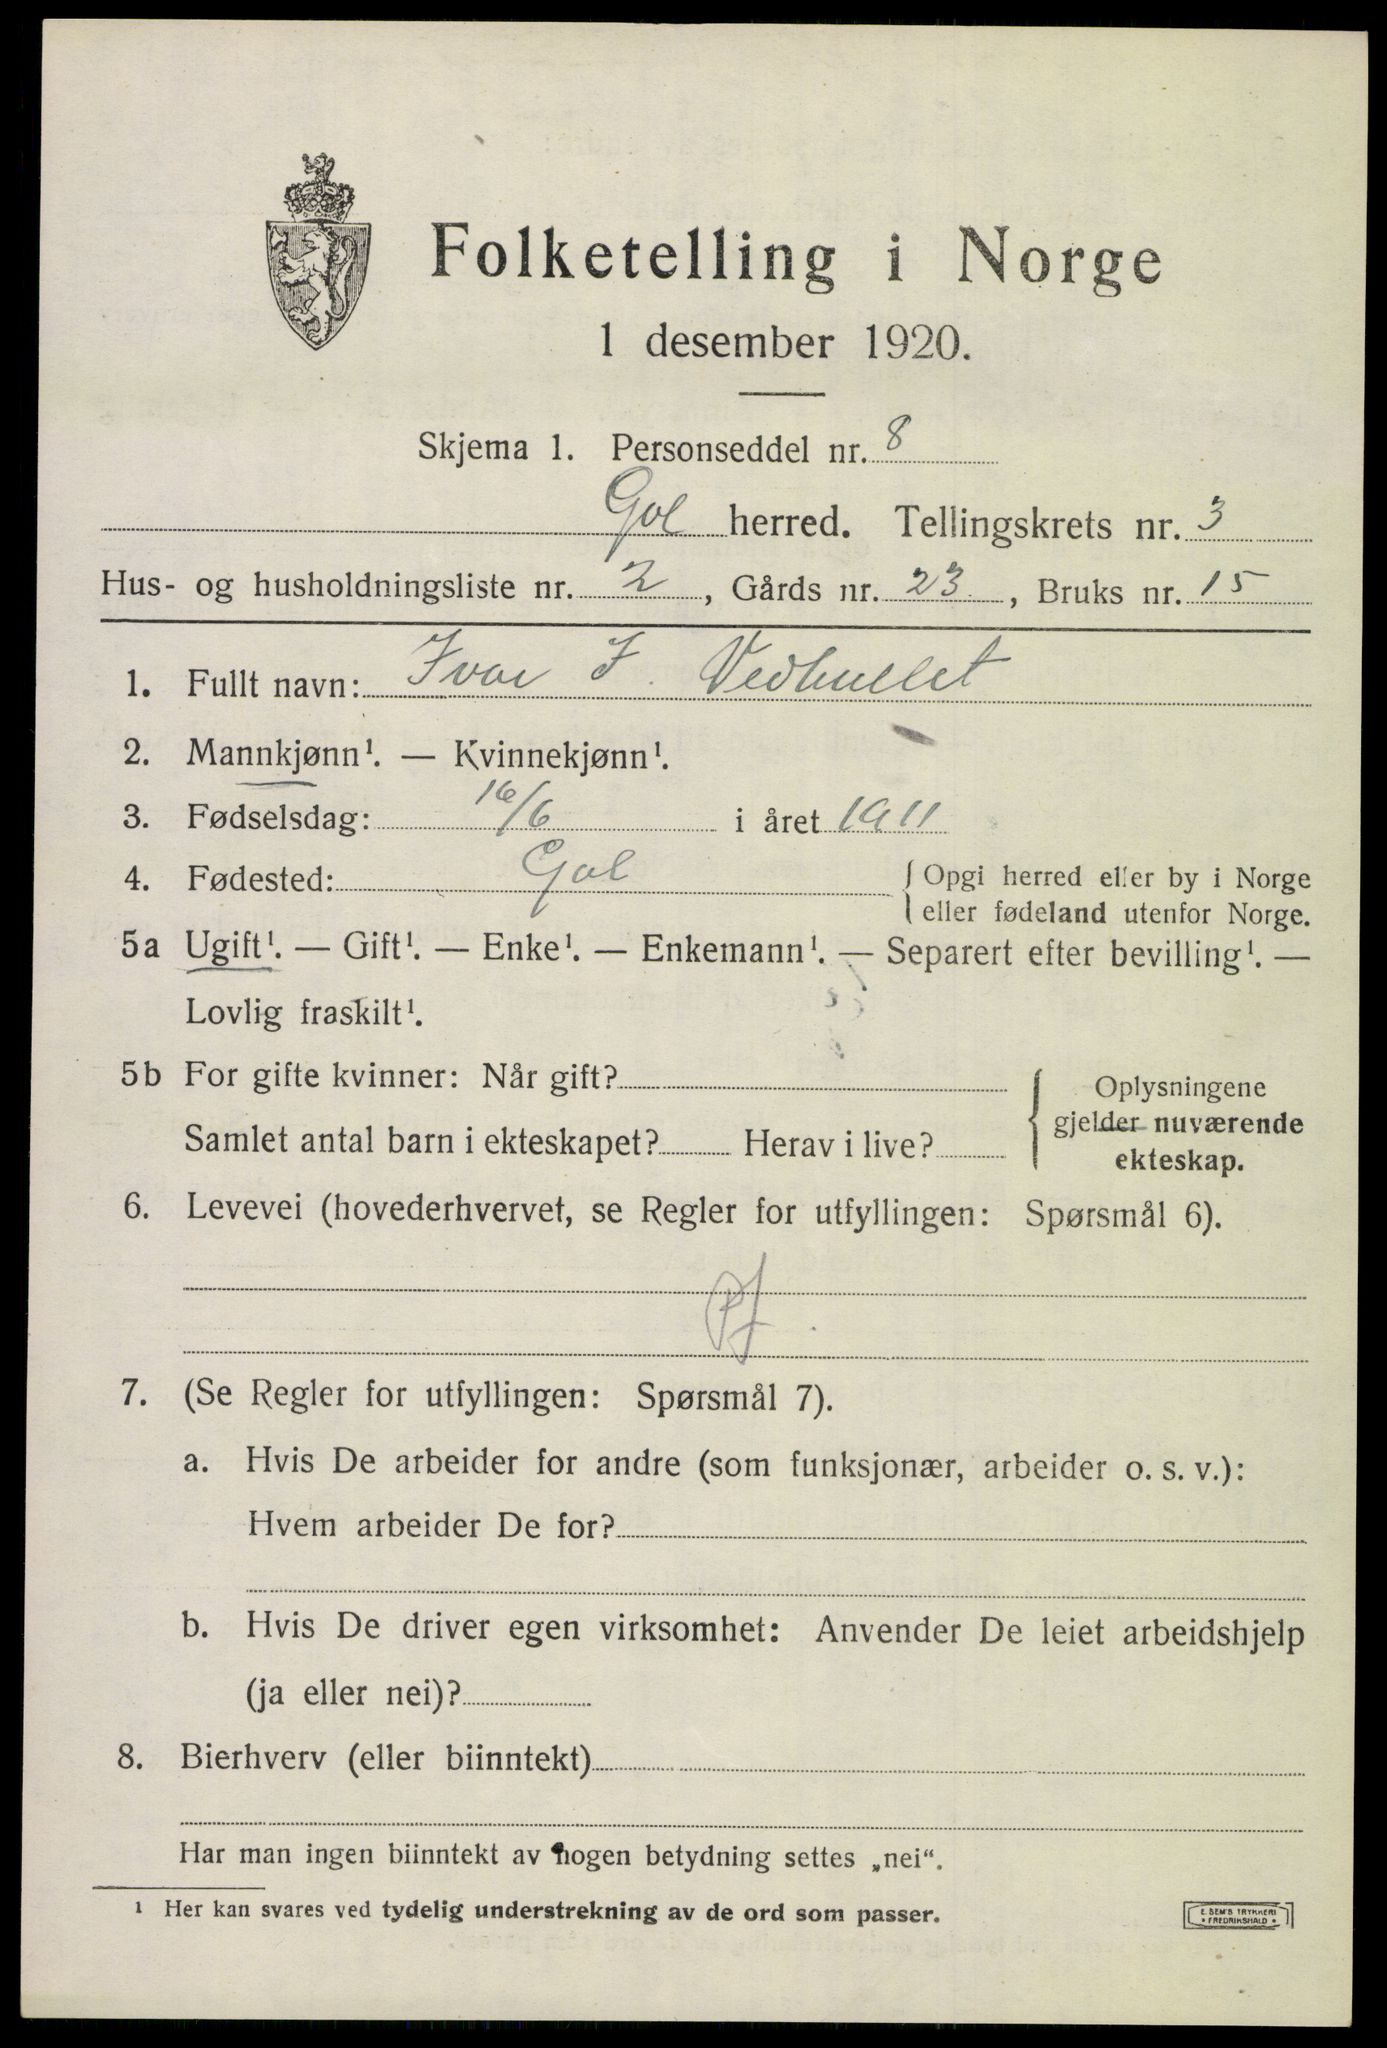 Folketelling i Norge
1 desember 1920.
Skjema 1. Personseddel nr. 8
Gol herred. Tellingskrets nr. 3
Hus- og husholdningsliste nr. 2, Gårds nr. 23, Bruks nr. 15
1. Fullt navn: Ivar I. Vedhullet
2. Mannkjønn¹. — Kvinnekjønn¹.
3. Fødselsdag: 16/6 i året 1911
4. Fødested: Gol { Opgi herred eller by i Norge
eller fødeland utenfor Norge.
5a Ugift¹. — Gift¹. — Enke¹. — Enkemann¹. — Separert efter bevilling¹. —
Lovlig fraskilt¹.
5b For gifte kvinner: Når gift?
Samlet antal barn i ekteskapet? Herav i live?
{ Oplysningene
gjelder nuværende
ekteskap.
6. Levevei (hovederhvervet, se Regler for utfyllingen: Spørsmål 6).
Pf
7. (Se Regler for utfyllingen: Spørsmål 7).
a. Hvis De arbeider for andre (som funksjonær, arbeider o. s. v.):
Hvem arbeider De for?
b. Hvis De driver egen virksomhet: Anvender De leiet arbeidshjelp
(ja eller nei)?
8. Bierhverv (eller biinntekt)
Har man ingen biinntekt av nogen betydning settes „nei“.
¹ Her kan svares ved tydelig understrekning av de ord som passer.
E. SEM'S TRYKKERI
* FREDRIKSHALD *